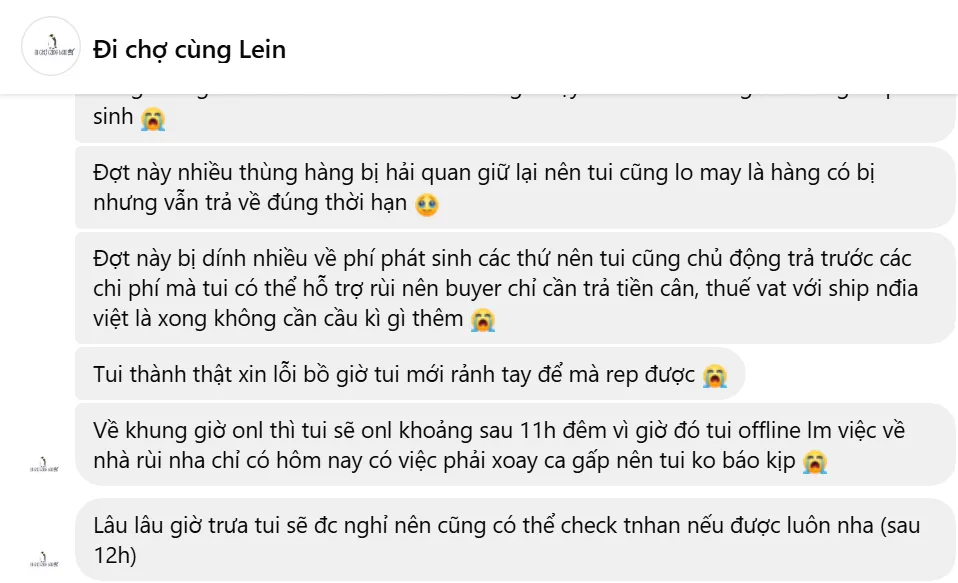 Đi chợ cùng Lein
sinh 😭
Đợt này nhiều thùng hàng bị hải quan giữ lại nên tui cũng lo may là hàng có bị
nhưng vẫn trả về đúng thời hạn 🥹
Đợt này bị dính nhiều về phí phát sinh các thứ nên tui cũng chủ động trả trước các
chi phí mà tui có thể hỗ trợ rùi nên buyer chỉ cần trả tiền cân, thuế vat với ship nđia
việt là xong không cần cầu kì gì thêm 😭
Tui thành thật xin lỗi bồ giờ tui mới rảnh tay để mà rep được 😭
Về khung giờ onl thì tui sẽ onl khoảng sau 11h đêm vì giờ đó tui offline lm việc về
nhà rùi nha chỉ có hôm nay có việc phải xoay ca gấp nên tui ko báo kịp 😭
Lâu lâu giờ trưa tui sẽ đc nghỉ nên cũng có thể check tnhan nếu được luôn nha (sau
12h)